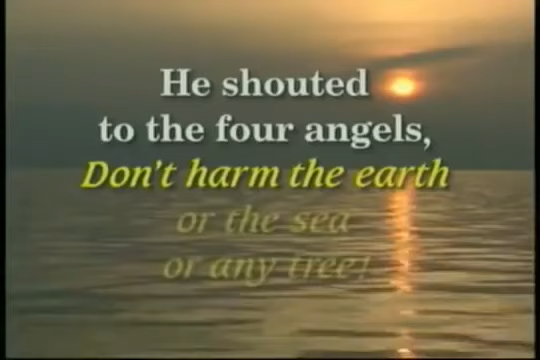 He shouted
to the four angels,
Don't harm the earth
or the sea
or any tree!